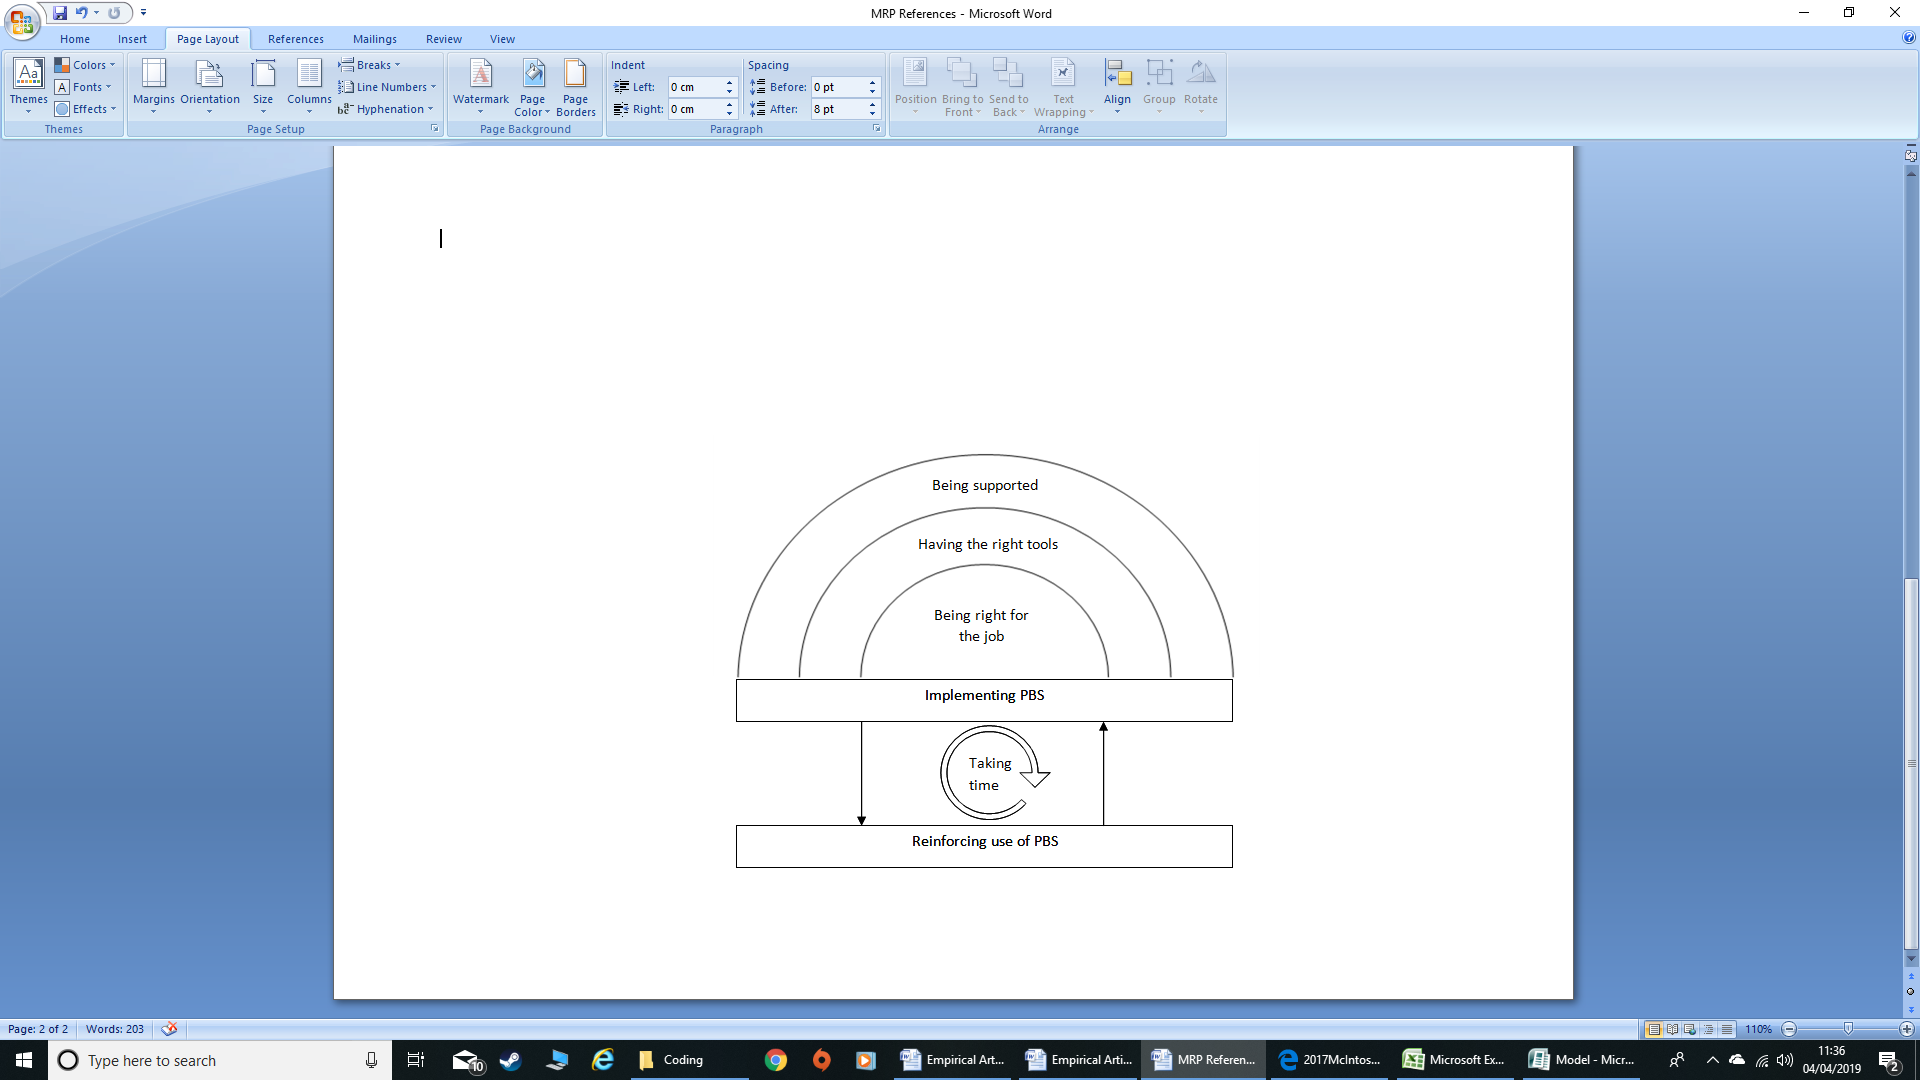 MRP References - Microsoft Word
Home Insert Page Layout References Mailings Review View
Aa Colors Breaks Indent Spacing
A Fonts Line Numbers Left: 0 cm Before: 0 pt
Themes Effects Margins Orientation Size Columns Hyphenation Watermark Page Color Page Borders Right: 0 cm After: 8 pt Position Bring to Front Send to Back Text Wrapping Align Group Rotate
Themes Page Setup Page Background Paragraph Arrange
Being supported
Having the right tools
Being right for
the job
Implementing PBS
Taking
time
Reinforcing use of PBS
Page: 2 of 2 Words: 203 110%
Type here to search 10 Coding Empirical Art... Empirical Arti... MRP Referen... 2017McIntos... Microsoft Ex... Model - Micr... 11:36
04/04/2019 2